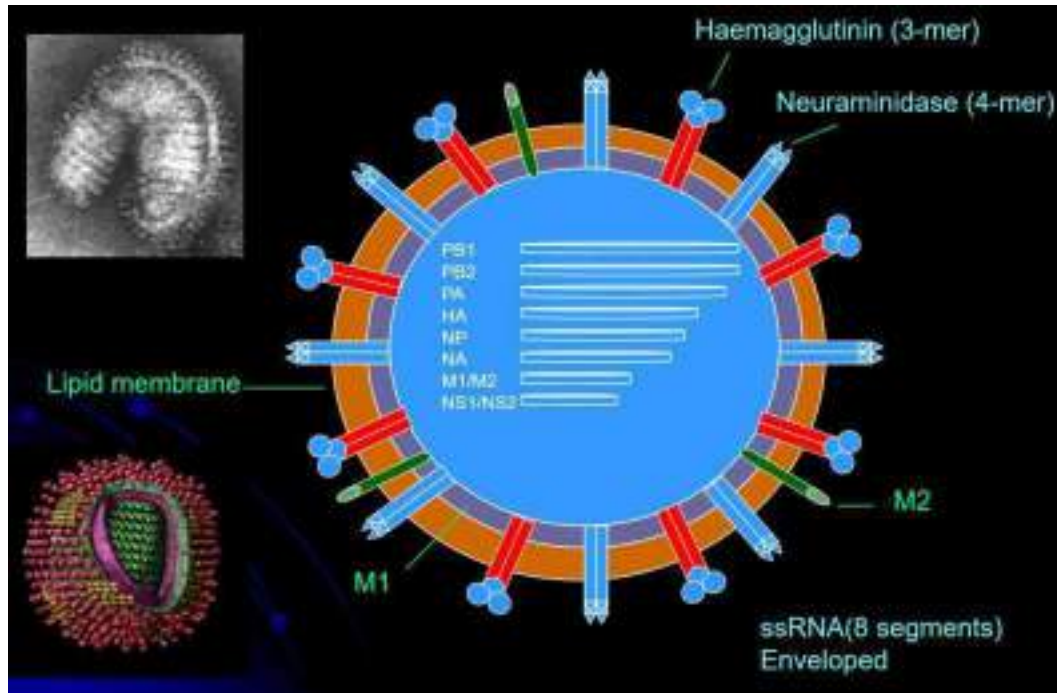 Haemagglutinin (3-mer)
Neuraminidase (4-mer)
PB1
PB2
PA
HA
NP
NA
M1/M2
NS1/NS2
Lipid membrane
M2
M1
ssRNA(8 segments)
Enveloped